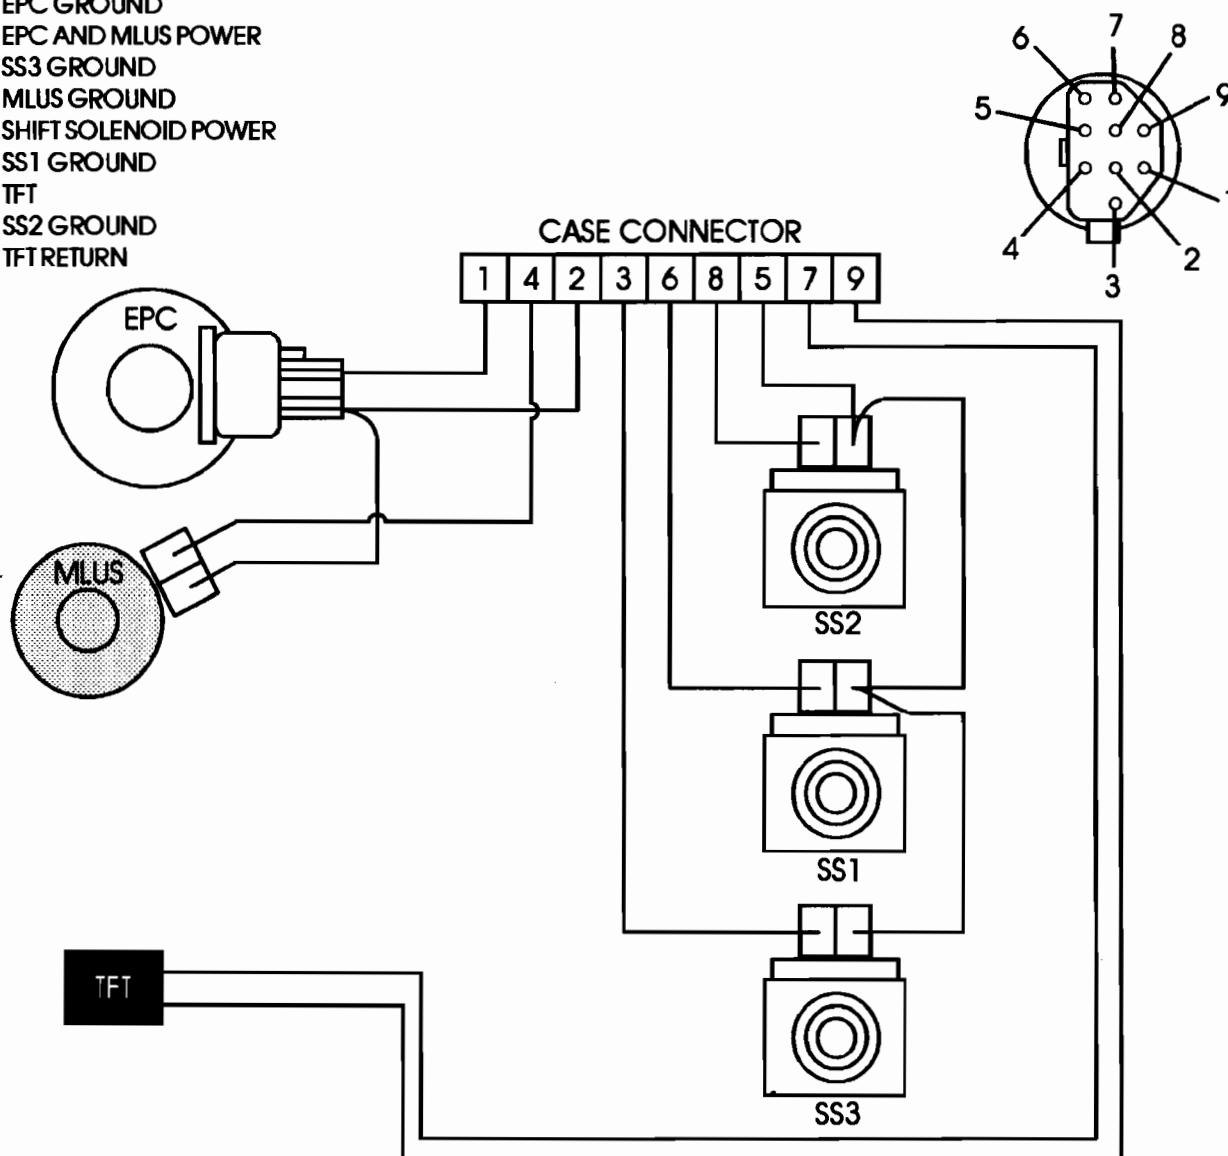 EPC GROUND
EPC AND MLUS POWER
SS3 GROUND
MLUS GROUND
SHIFT SOLENOID POWER
SS1 GROUND
TFT
SS2 GROUND
TFT RETURN
6 7 8 9
5
4 3 2
CASE CONNECTOR
1 4 2 3 6 8 5 7 9
EPC
MLUS
SS2
SS1
TFT
SS3